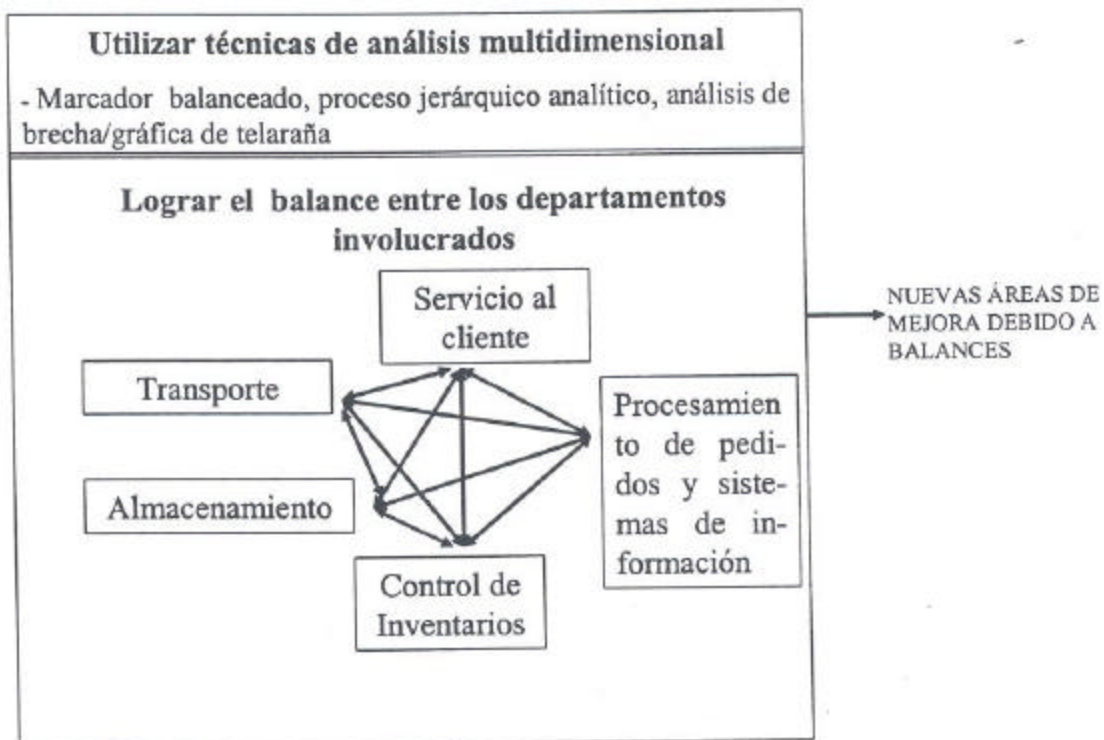 Utilizar técnicas de análisis multidimensional
- Marcador balanceado, proceso jerárquico analítico, análisis de
brecha/gráfica de telaraña
Lograr el balance entre los departamentos
involucrados
Servicio al
cliente
Transporte
Procesamien
to de pedi-
dos y siste-
mas de in-
formación
Almacenamiento
Control de
Inventarios
NUEVAS ÁREAS DE
MEJORA DEBIDO A
BALANCES